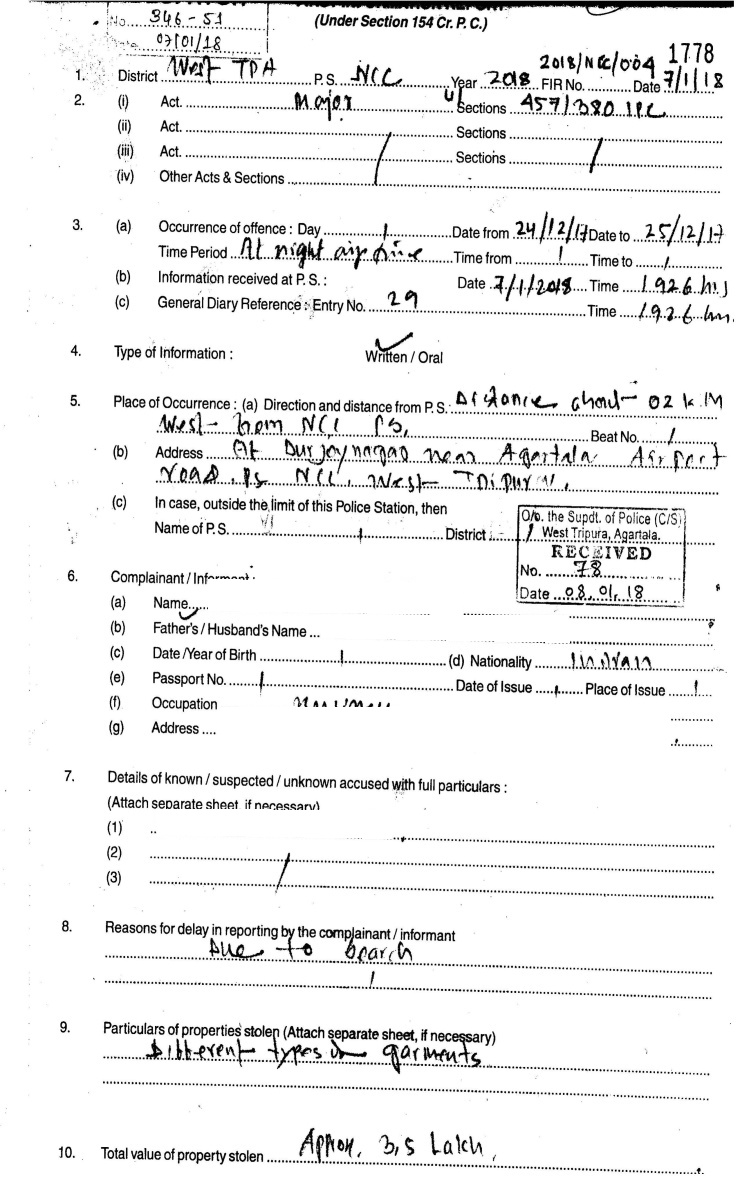 No. 346-51
(Under Section 154 Cr. P. C.)
Date 07/01/18
1778
2018/NCC/004
1. District West TPA P.S. NCC Year 2018 FIR No. Date 7/1/18
2. (i) Act. Major u/ Sections 457/380 IPC
(ii) Act. Sections /
(iii) Act. / Sections
(iv) Other Acts & Sections
3. (a) Occurrence of offence : Day / Date from 24/12/17 Date to 25/12/17
Time Period At night Time from / Time to /
(b) Information received at P. S. : Date 7/1/2018 Time 1926 hrs
(c) General Diary Reference : Entry No. 29 Time 1926 hrs.
4. Type of Information : Written / Oral
5. Place of Occurrence : (a) Direction and distance from P. S. Distance about 02 k.M
West from NCC PS, Beat No. /
(b) Address At Durjoynagar near Agartala Airport
Road, PS NCC, West Tripura,
(c) In case, outside the limit of this Police Station, then
Name of P. S. / District : /
O/o. the Supdt. of Police (C/S)
West Tripura, Agartala.
RECEIVED
No. 78
Date 08.01.18
6. Complainant /
(a) Name
(b) Father's / Husband's Name
(c) Date /Year of Birth / (d) Nationality Indian
(e) Passport No. / Date of Issue / Place of Issue /
(f) Occupation
(g) Address
7. Details of known / suspected / unknown accused with full particulars :
(Attach separate sheet, if necessary)
(1)
(2)
(3) /
8. Reasons for delay in reporting by the complainant / informant
Due to search
/
9. Particulars of properties stolen (Attach separate sheet, if necessary)
Different types of garments
10. Total value of property stolen Approx. 3,5 Lakh,